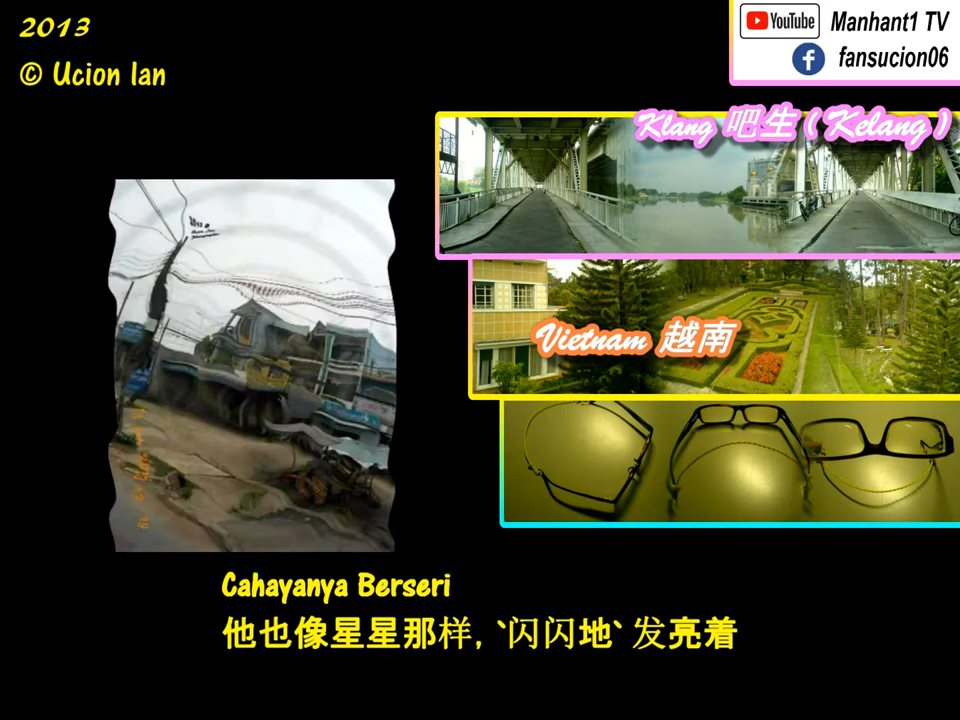 2013
© Ucion Ian
YouTube Manhant1 TV
f fansucion06
Klang 吧生 ( Kelang )
Vietnam 越南
Cahayanya Berseri
他也像星星那样, `闪闪地` 发亮着